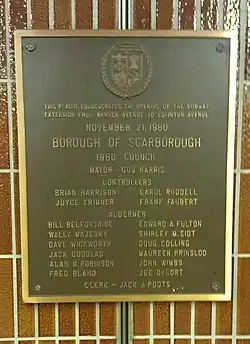 THIS PLAQUE COMMEMORATES THE OPENING OF THE SUBWAY
EXTENSION FROM WARDEN AVENUE TO EGLINTON AVENUE
NOVEMBER 21 1980
BOROUGH OF SCARBOROUGH
1980 COUNCIL
MAYOR - GUS HARRIS
CONTROLLERS
BRIAN HARRISON CAROL RUDDELL
JOYCE TRIMMER FRANK FAUBERT
ALDERMEN
BILL BELFONTAINE EDWARD A. FULTON
WALLY MAJESKY SHIRLEY M. EIDT
DAVE WINKWORTH DOUG COLLING
JACK GOODLAD MAUREEN PRINSLOO
ALAN M. ROBINSON JOHN WIMBS
FRED BLAND JOE DEKORT
CLERK - JACK J. POOTS